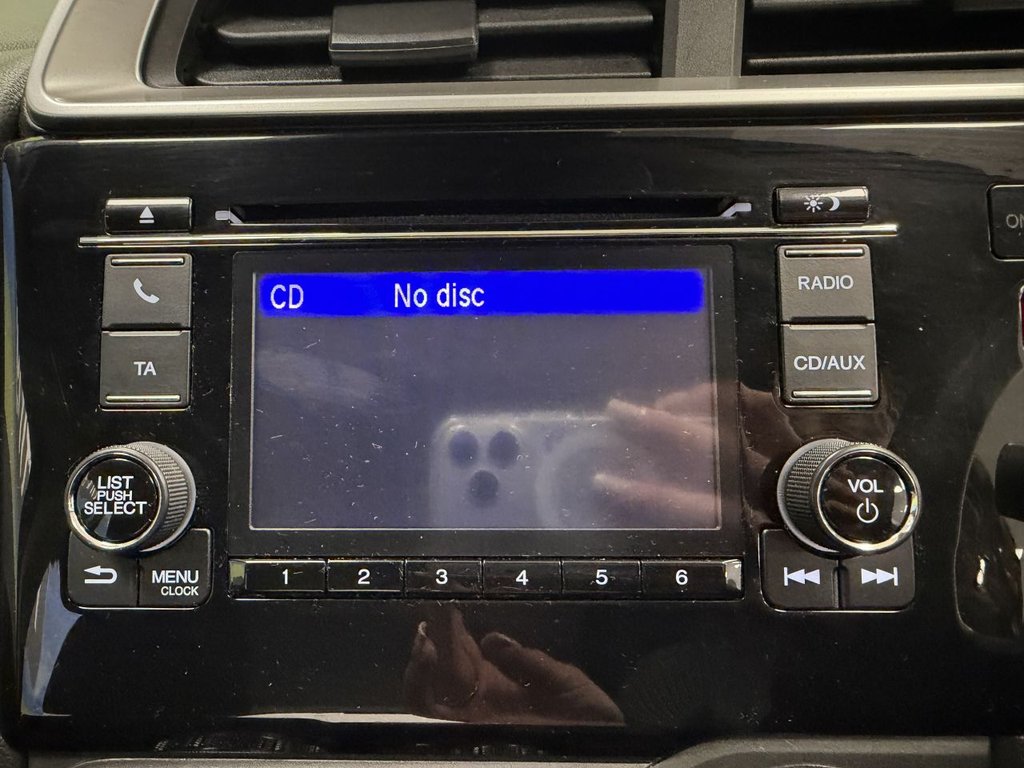 CD No disc
TA
RADIO
CD/AUX
LIST
PUSH
SELECT
VOL
MENU
CLOCK
1 2 3 4 5 6